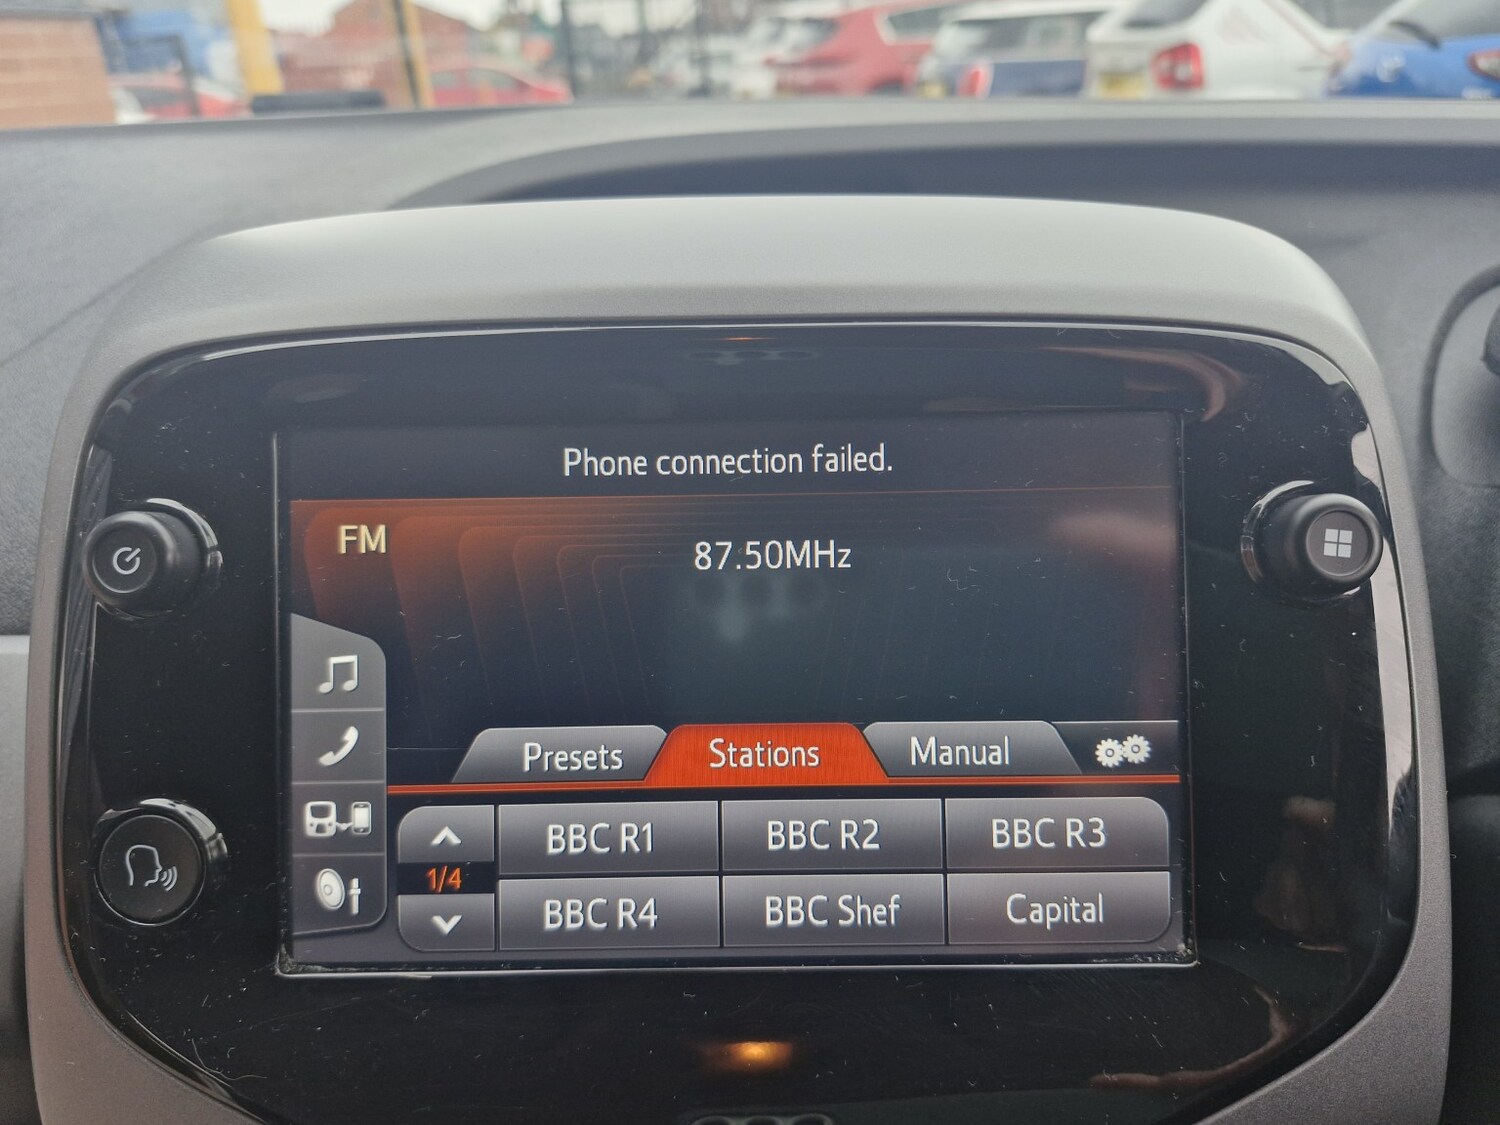 Phone connection failed.
FM
87.50MHz
Presets
Stations
Manual
BBC R1
BBC R2
BBC R3
1/4
BBC R4
BBC Shef
Capital